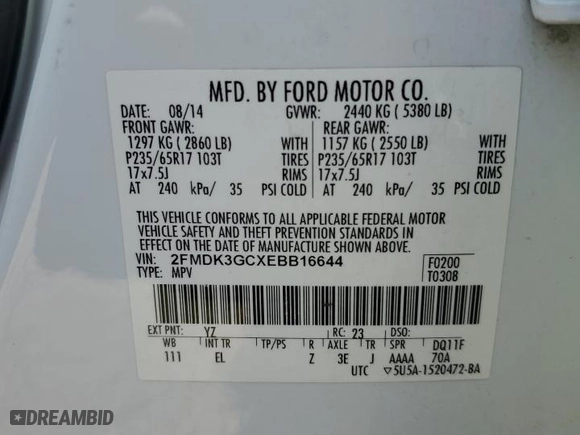 MFD. BY FORD MOTOR CO.
DATE: 08/14 GVWR: 2440 KG ( 5380 LB)
FRONT GAWR: REAR GAWR:
1297 KG ( 2860 LB) WITH 1157 KG ( 2550 LB) WITH
P235/65R17 103T TIRES P235/65R17 103T TIRES
17x7.5J RIMS 17x7.5J RIMS
AT 240 kPa/ 35 PSI COLD AT 240 kPa/ 35 PSI COLD
THIS VEHICLE CONFORMS TO ALL APPLICABLE FEDERAL MOTOR
VEHICLE SAFETY AND THEFT PREVENTION STANDARDS IN
EFFECT ON THE DATE OF MANUFACTURE SHOWN ABOVE.
VIN: 2FMDK3GCXEBB16644 F0200
TYPE: MPV T0308
EXT PNT: YZ RC: 23 DSO:
WB INT TR TP/PS R AXLE TR SPR DQ11F
111 EL Z 3E J AAAA 70A
UTC ▽5U5A-1520472-BA
DREAMBID